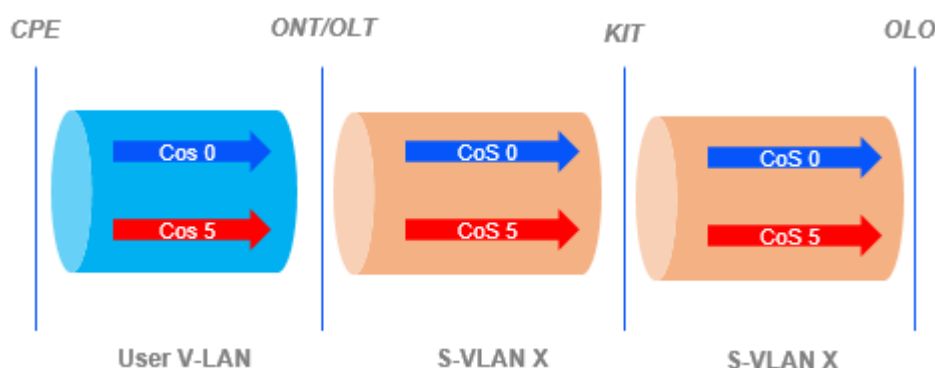 CPE
ONT/OLT
KIT
OLO
Cos 0
CoS 0
CoS 0
Cos 5
CoS 5
CoS 5
User V-LAN
S-VLAN X
S-VLAN X